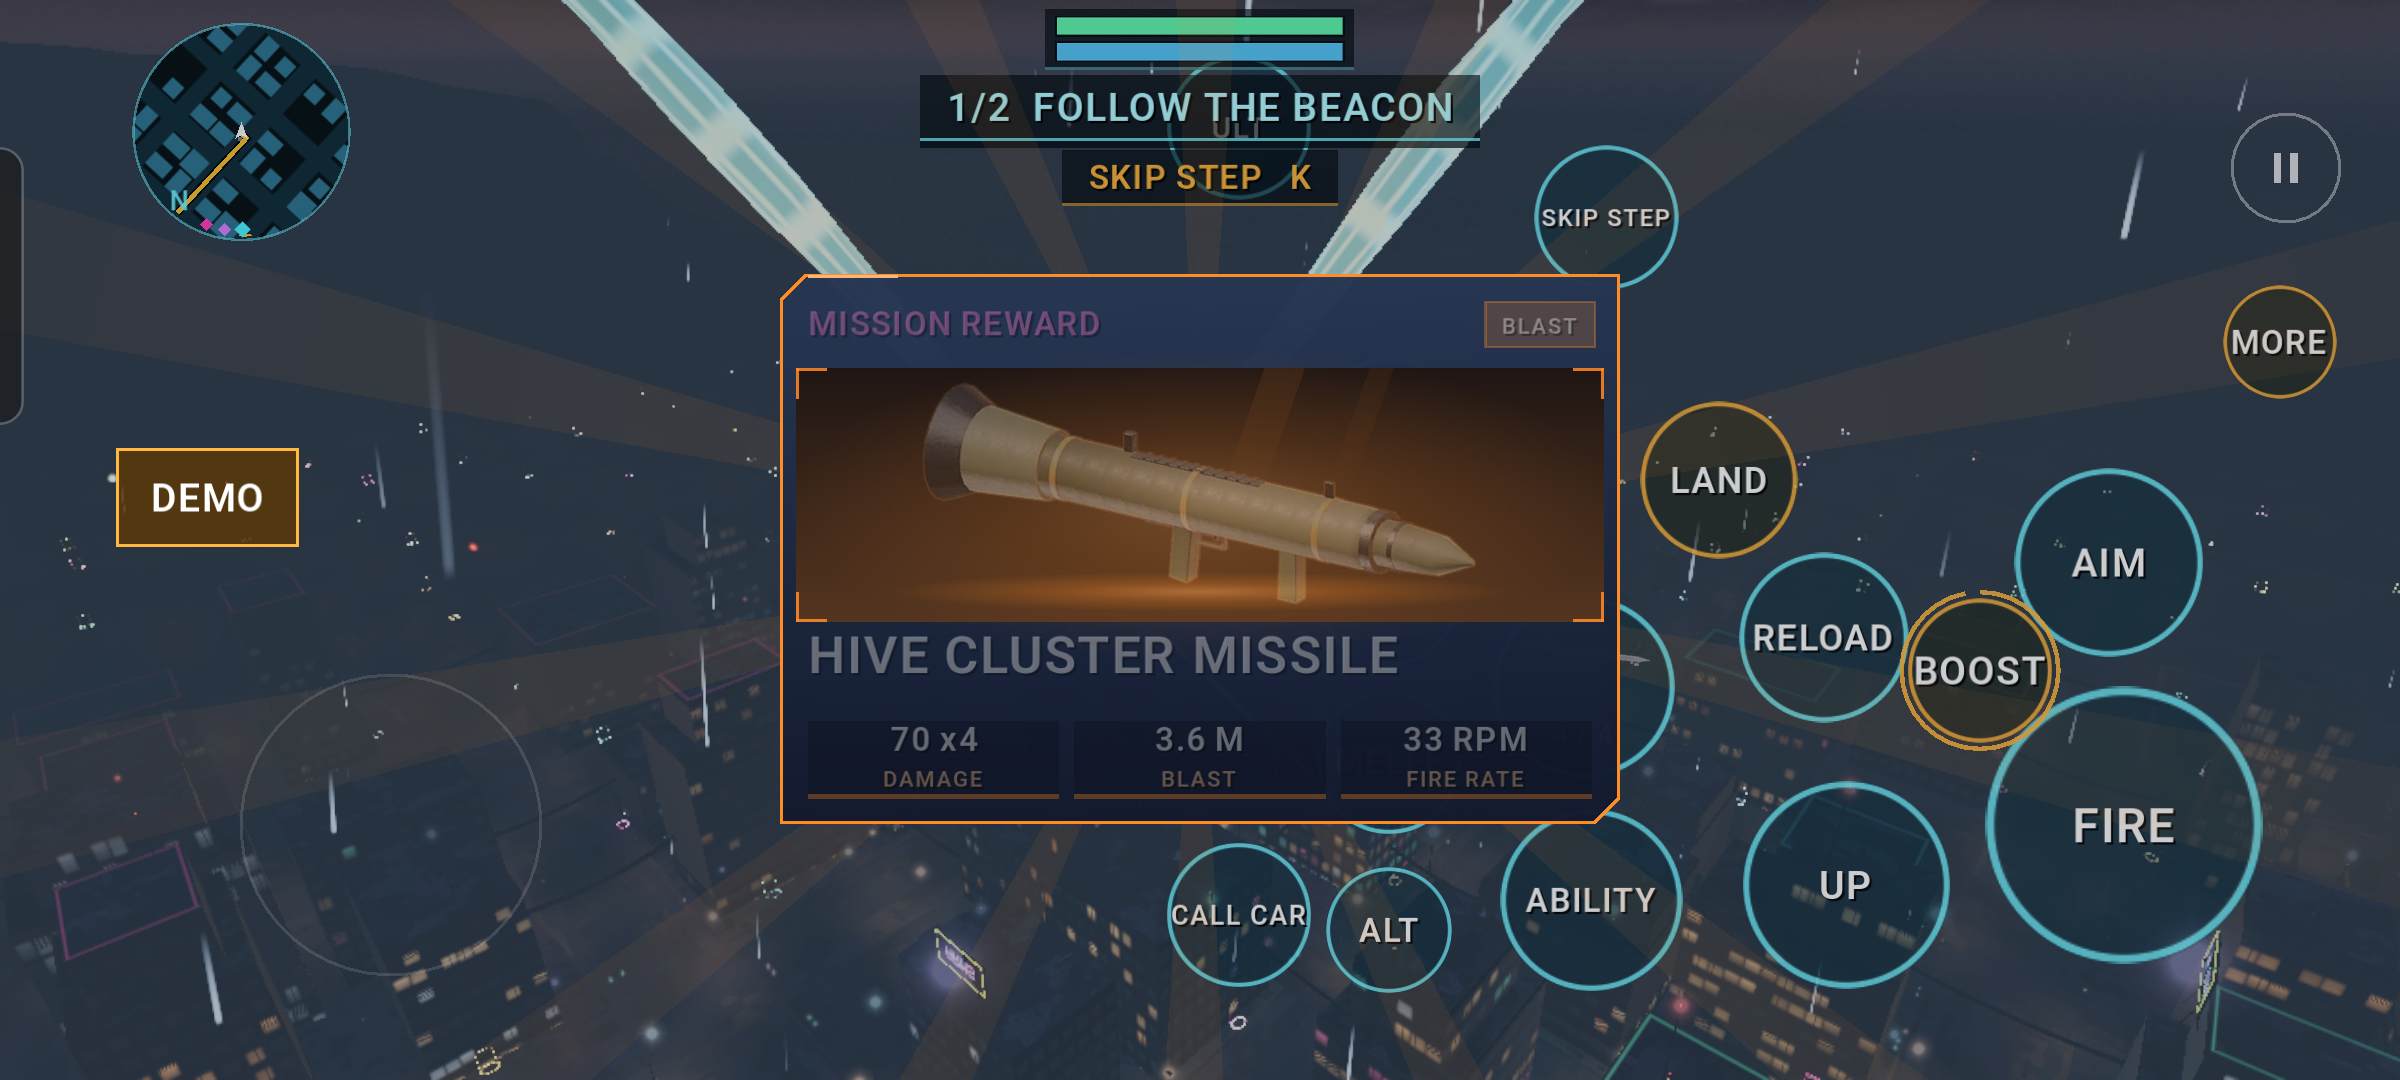 1/2 FOLLOW THE BEACON
ULT
SKIP STEP K
SKIP STEP
N
MORE
MISSION REWARD
BLAST
LAND
DEMO
AIM
RELOAD
BOOST
HIVE CLUSTER MISSILE
70 x4
DAMAGE
3.6 M
BLAST
33 RPM
FIRE RATE
FIRE
UP
ABILITY
CALL CAR
ALT